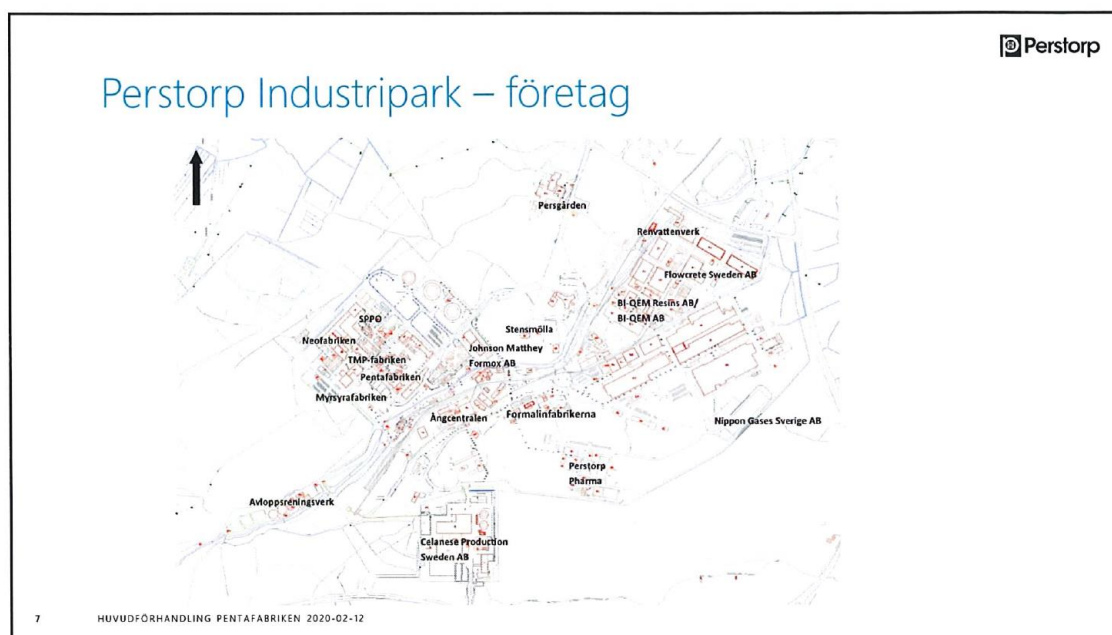 Perstorp
Perstorp Industripark – företag
Persgården
Renvattenverk
Flowcrete Sweden AB
BI-QEM Resins AB/
BI-QEM AB
SPPO
Stensmölla
Neofabriken
Johnson Matthey
Formox AB
TMP-fabriken
Pentafabriken
Myrsyrafabriken
Ångcentralen
Formalinfabrikerna
Nippon Gases Sverige AB
Perstorp
Pharma
Avloppsreningsverk
Celanese Production
Sweden AB
7 HUVUDFÖRHANDLING PENTAFABRIKEN 2020-02-12